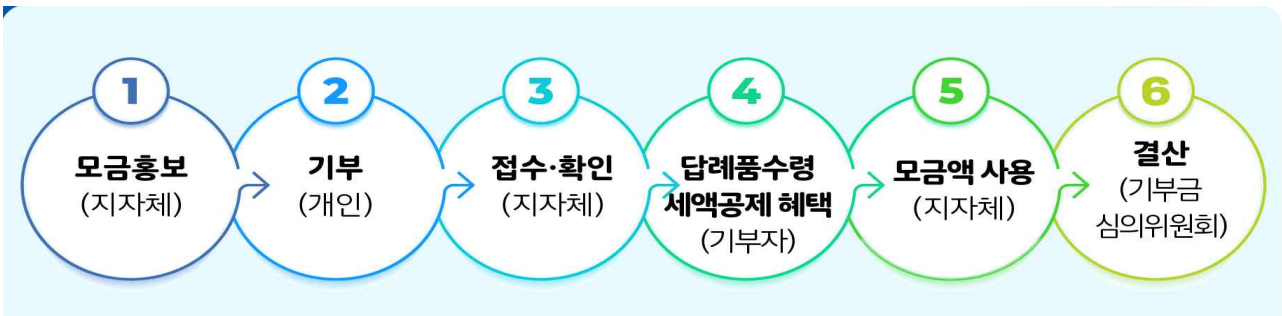 1
모금홍보
(지자체)
2
기부
(개인)
3
접수·확인
(지자체)
4
답례품수령
세액공제 혜택
(기부자)
5
모금액 사용
(지자체)
6
결산
(기부금
심의위원회)